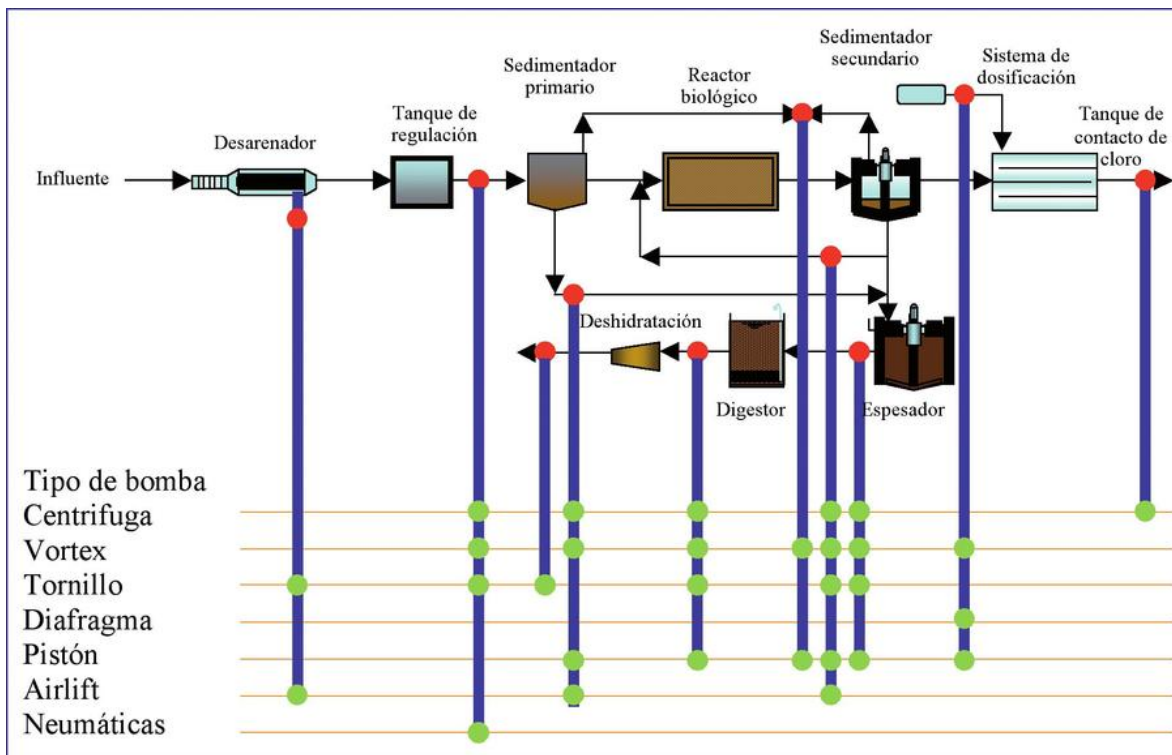 Sedimentador
primario
Reactor
biológico
Sedimentador
secundario
Sistema de
dosificación
Tanque de
regulación
Tanque de
contacto de
cloro
Desarenador
Influente
Deshidratación
Digestor
Espesador
Tipo de bomba
Centrifuga
Vortex
Tornillo
Diafragma
Pistón
Airlift
Neumáticas